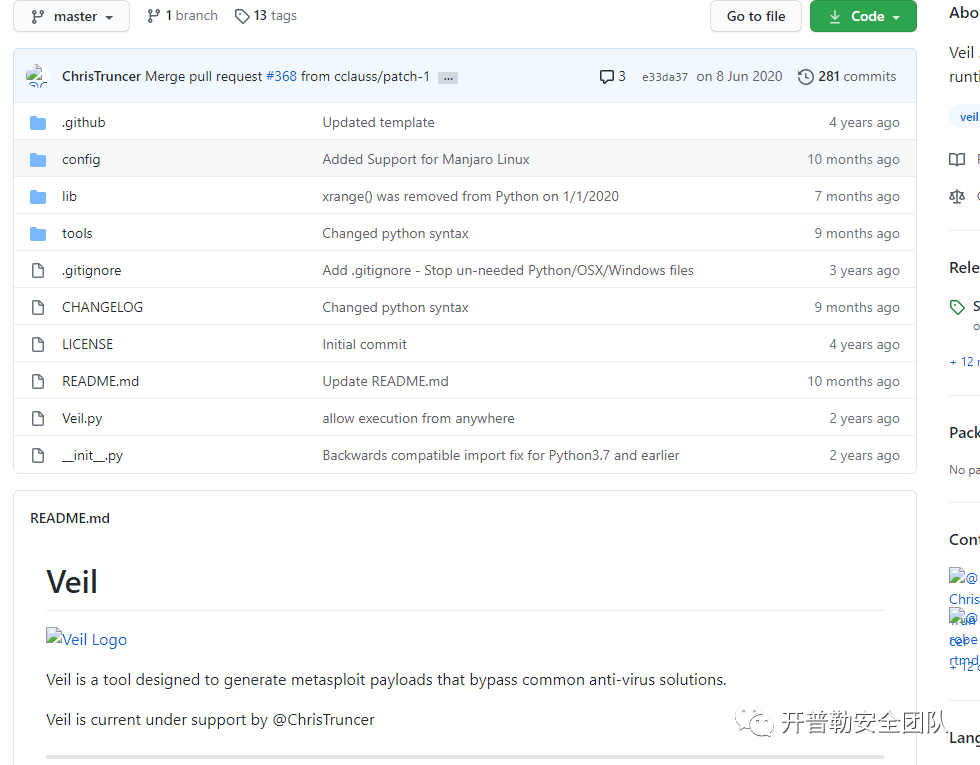 master
1 branch
13 tags
Go to file
Code
ChrisTruncer Merge pull request #368 from cclauss/patch-1 ...
3
e33da37 on 8 Jun 2020
281 commits
.github Updated template 4 years ago
config Added Support for Manjaro Linux 10 months ago
lib xrange() was removed from Python on 1/1/2020 7 months ago
tools Changed python syntax 9 months ago
.gitignore Add .gitignore - Stop un-needed Python/OSX/Windows files 3 years ago
CHANGELOG Changed python syntax 9 months ago
LICENSE Initial commit 4 years ago
README.md Update README.md 10 months ago
Veil.py allow execution from anywhere 2 years ago
__init__.py Backwards compatible import fix for Python3.7 and earlier 2 years ago
README.md
Veil
Veil Logo
Veil is a tool designed to generate metasploit payloads that bypass common anti-virus solutions.
Veil is current under support by @ChrisTruncer
Abo
Veil
runti
veil
Rele
+ 12 r
Pack
No pa
Cont
@
Chris
robe
rtmd
Lang
开普勒安全团队